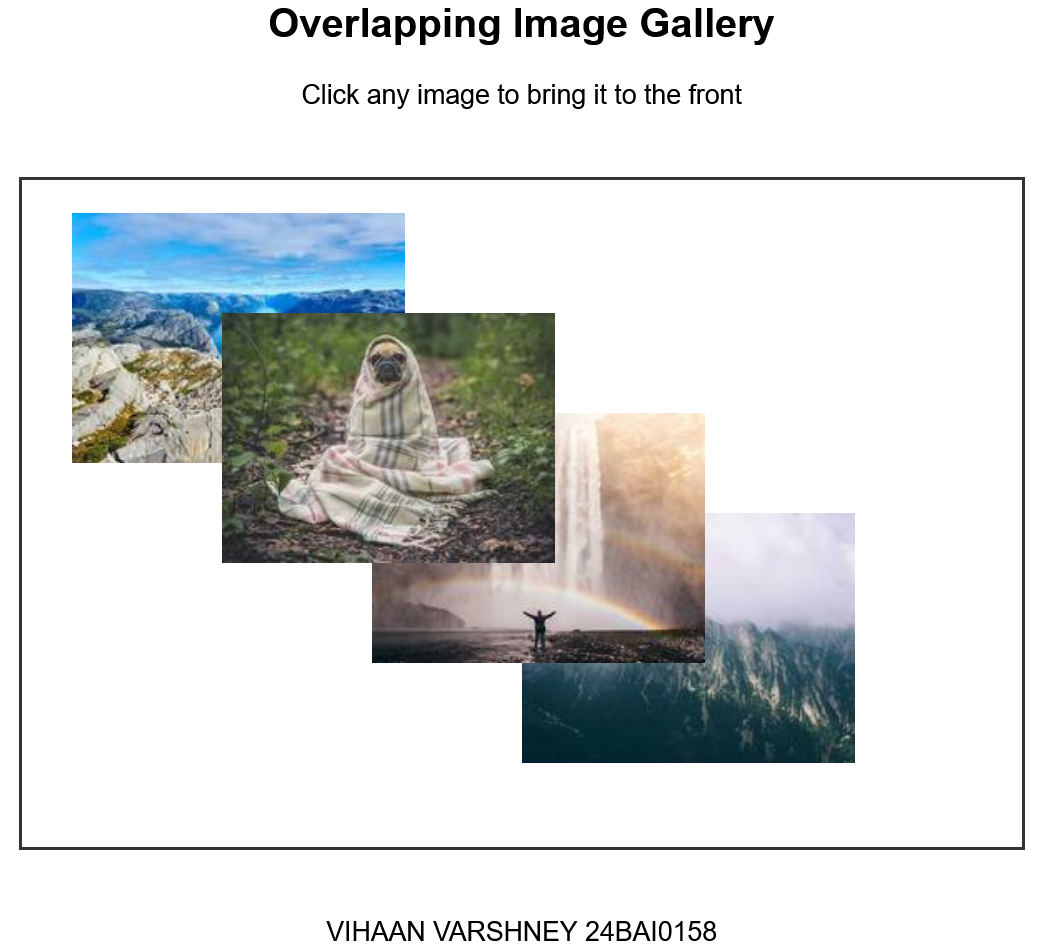 Overlapping Image Gallery
Click any image to bring it to the front
VIHAAN VARSHNEY 24BAI0158